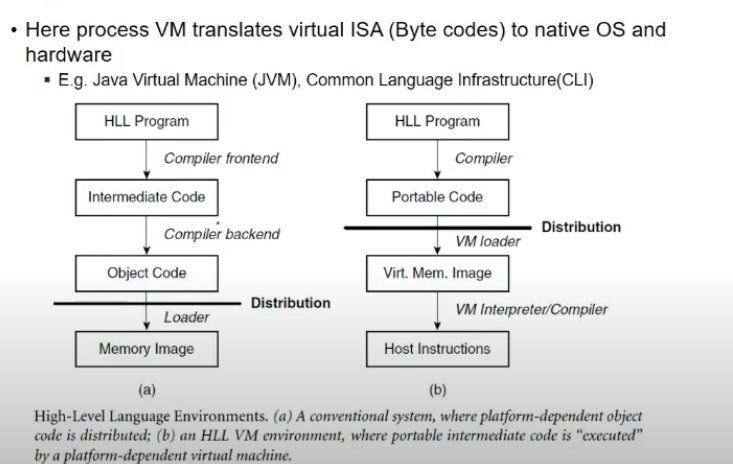 • Here process VM translates virtual ISA (Byte codes) to native OS and
hardware
▪ E.g. Java Virtual Machine (JVM), Common Language Infrastructure(CLI)
HLL Program
Compiler frontend
Intermediate Code
Compiler backend
Object Code
Distribution
Loader
Memory Image
(a)
HLL Program
Compiler
Portable Code
Distribution
VM loader
Virt. Mem. Image
VM Interpreter/Compiler
Host Instructions
(b)
High-Level Language Environments. (a) A conventional system, where platform-dependent object
code is distributed; (b) an HLL VM environment, where portable intermediate code is “executed”
by a platform-dependent virtual machine.